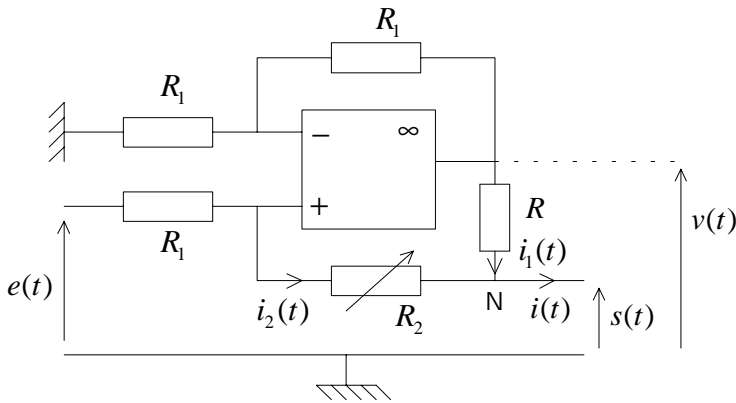 R₁
R₁
− ∞
+
R₁
R
i₁(t)
v(t)
e(t)
i₂(t)
R₂
N
i(t)
s(t)